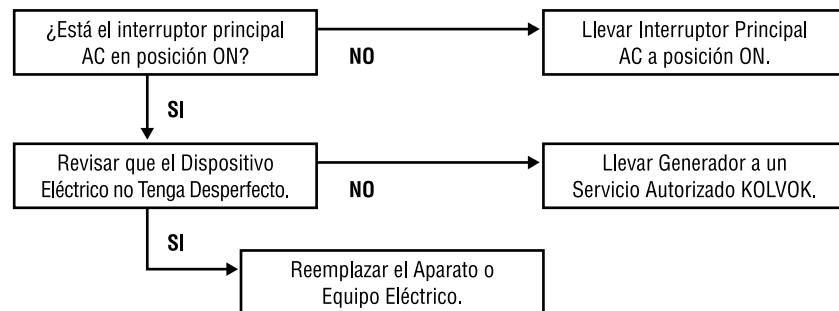 ¿Está el interruptor principal
AC en posición ON?
NO
Llevar Interruptor Principal
AC a posición ON.
SI
Revisar que el Dispositivo
Eléctrico no Tenga Desperfecto.
NO
Llevar Generador a un
Servicio Autorizado KOLVOK.
SI
Reemplazar el Aparato o
Equipo Eléctrico.